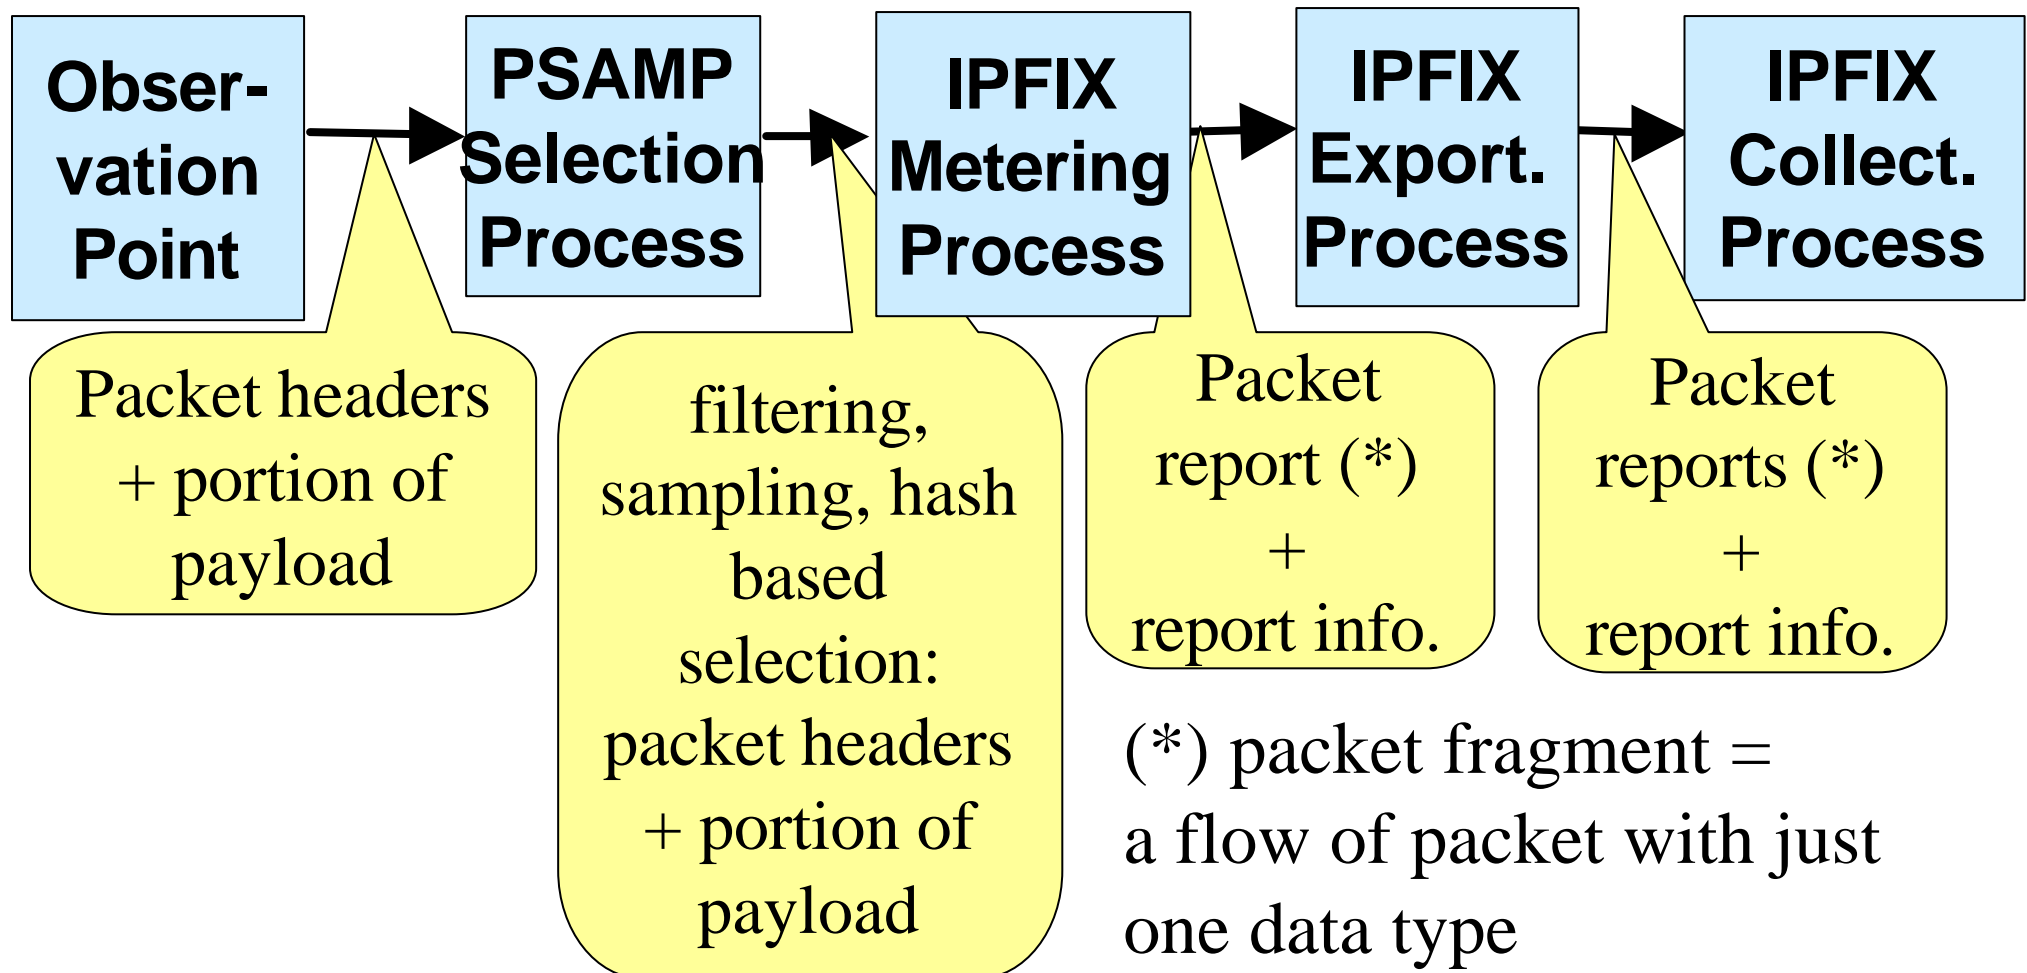 Obser-
vation
Point
PSAMP
Selection
Process
IPFIX
Metering
Process
IPFIX
Export.
Process
IPFIX
Collect.
Process
Packet headers
+ portion of
payload
filtering,
sampling, hash
based
selection:
packet headers
+ portion of
payload
Packet
report (*)
+
report info.
Packet
reports (*)
+
report info.
(*) packet fragment =
a flow of packet with just
one data type